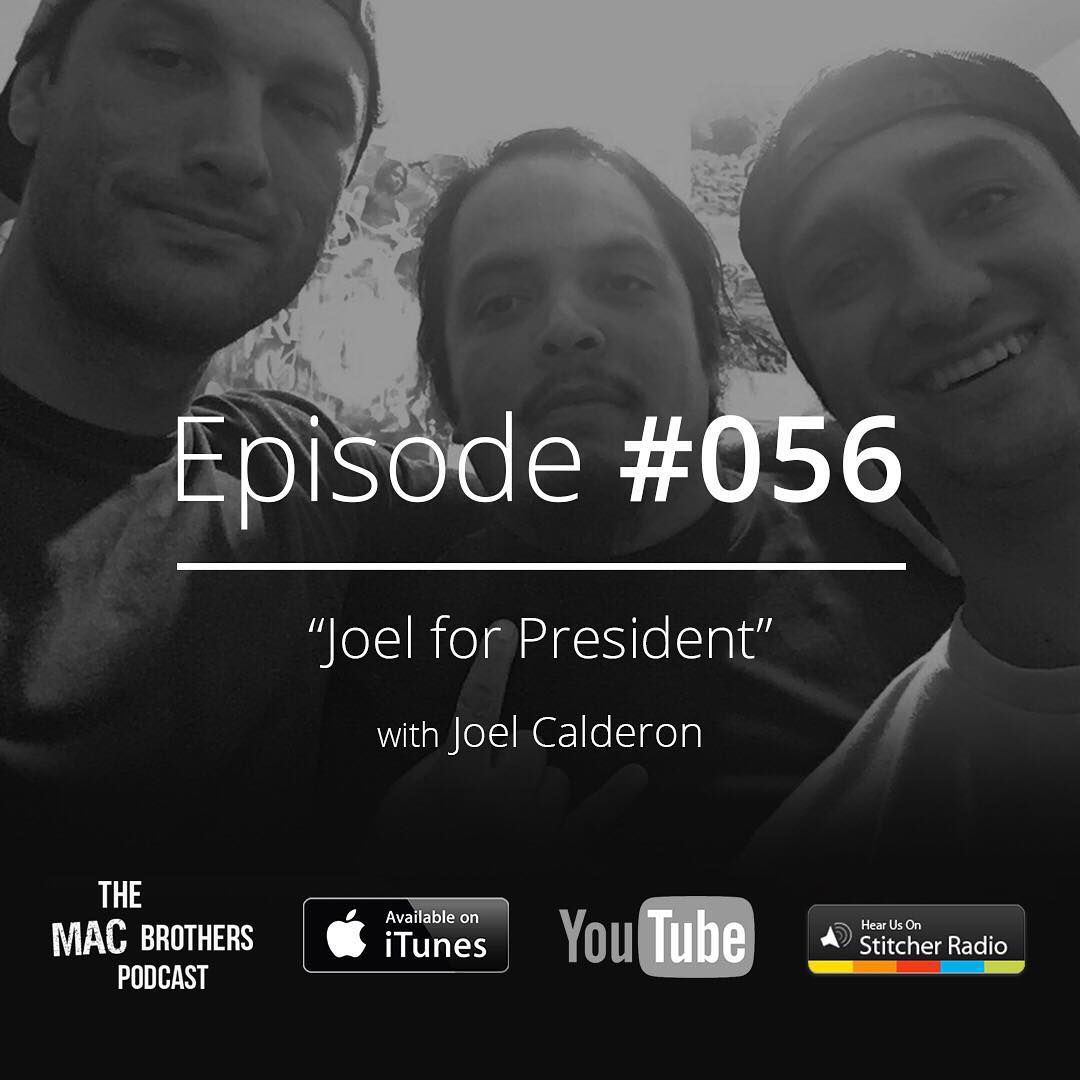 Episode #056
“Joel for President”
with Joel Calderon
THE
MAC BROTHERS
PODCAST
Available on
iTunes
YouTube
Hear Us On
Stitcher Radio